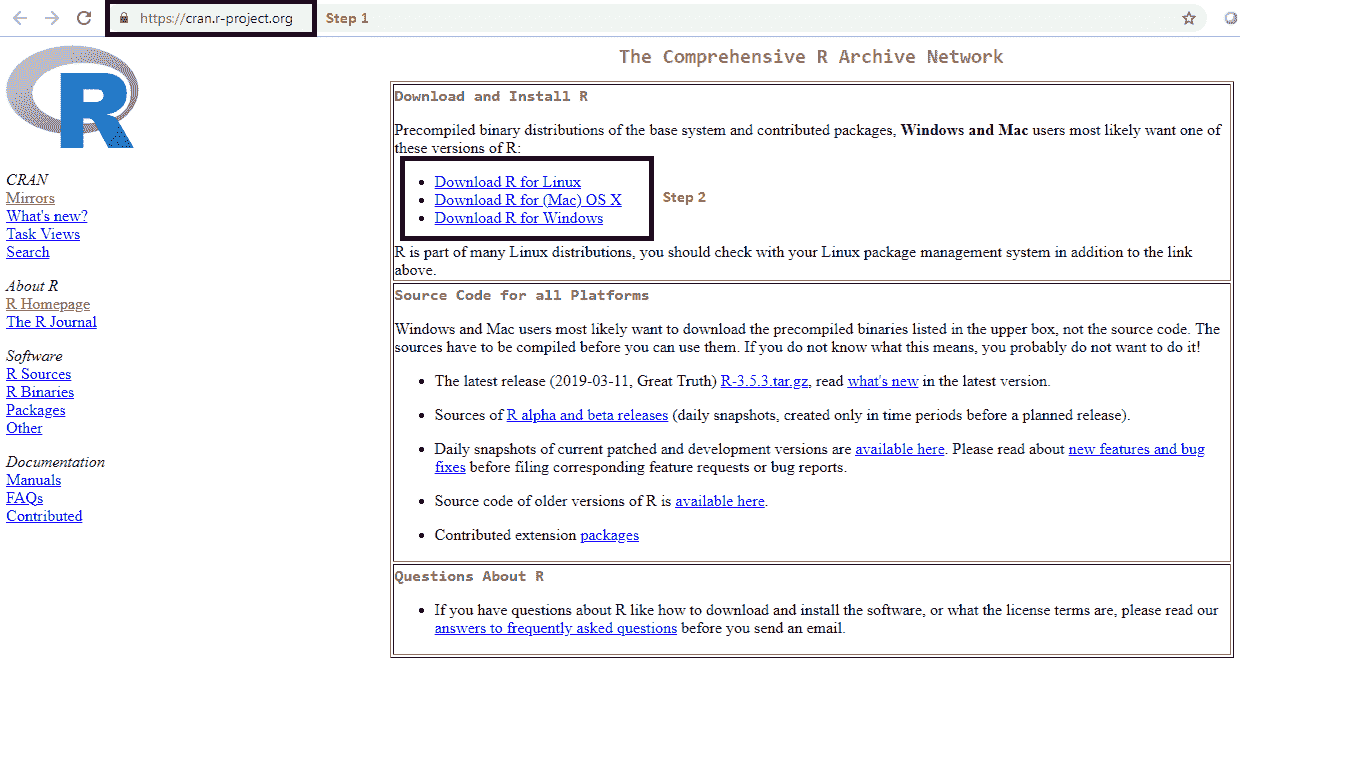 https://cran.r-project.org Step 1
R
CRAN
Mirrors
What's new?
Task Views
Search
About R
R Homepage
The R Journal
Software
R Sources
R Binaries
Packages
Other
Documentation
Manuals
FAQs
Contributed
The Comprehensive R Archive Network
Download and Install R
Precompiled binary distributions of the base system and contributed packages, Windows and Mac users most likely want one of
these versions of R:
• Download R for Linux
• Download R for (Mac) OS X
• Download R for Windows
Step 2
R is part of many Linux distributions, you should check with your Linux package management system in addition to the link
above.
Source Code for all Platforms
Windows and Mac users most likely want to download the precompiled binaries listed in the upper box, not the source code. The
sources have to be compiled before you can use them. If you do not know what this means, you probably do not want to do it!
• The latest release (2019-03-11, Great Truth) R-3.5.3.tar.gz, read what's new in the latest version.
• Sources of R alpha and beta releases (daily snapshots, created only in time periods before a planned release).
• Daily snapshots of current patched and development versions are available here. Please read about new features and bug
fixes before filing corresponding feature requests or bug reports.
• Source code of older versions of R is available here.
• Contributed extension packages
Questions About R
• If you have questions about R like how to download and install the software, or what the license terms are, please read our
answers to frequently asked questions before you send an email.